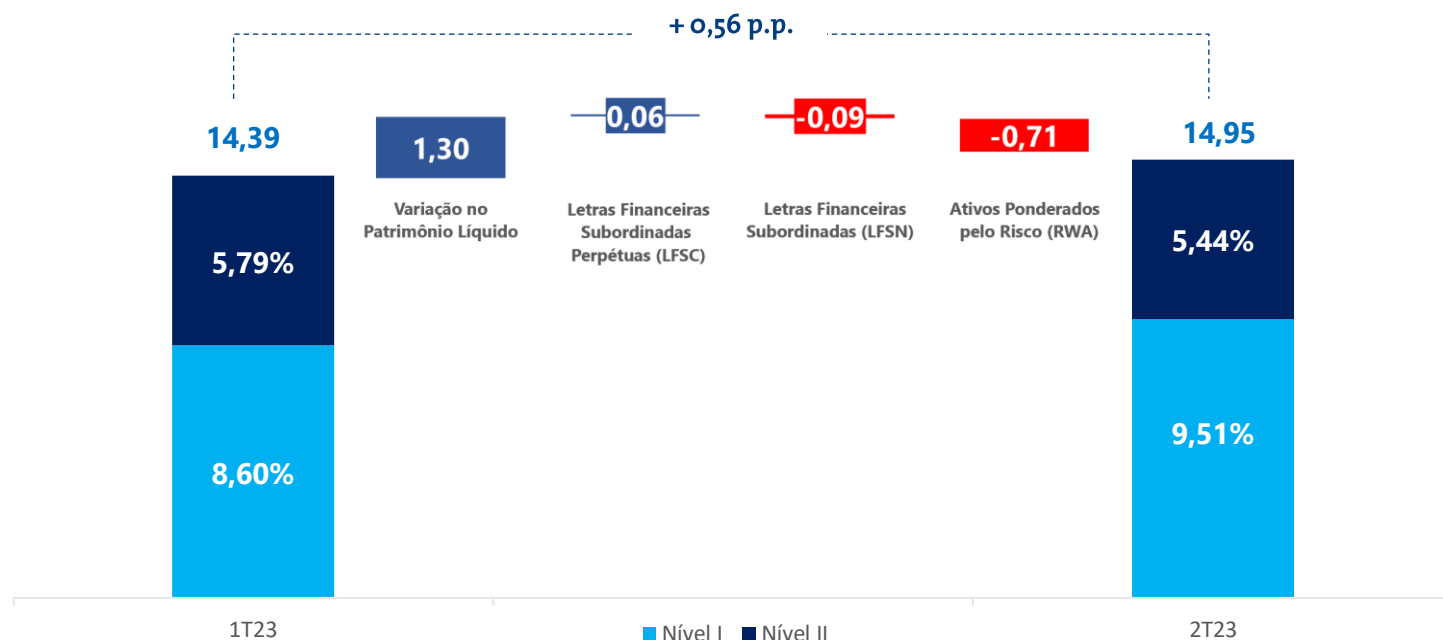 + 0,56 p.p.
14,39
1,30
0,06
-0,09
-0,71
14,95
Variação no
Patrimônio Líquido
Letras Financeiras
Subordinadas
Perpétuas (LFSC)
Letras Financeiras
Subordinadas (LFSN)
Ativos Ponderados
pelo Risco (RWA)
5,79%
5,44%
8,60%
9,51%
1T23
2T23
Nível I
Nível II